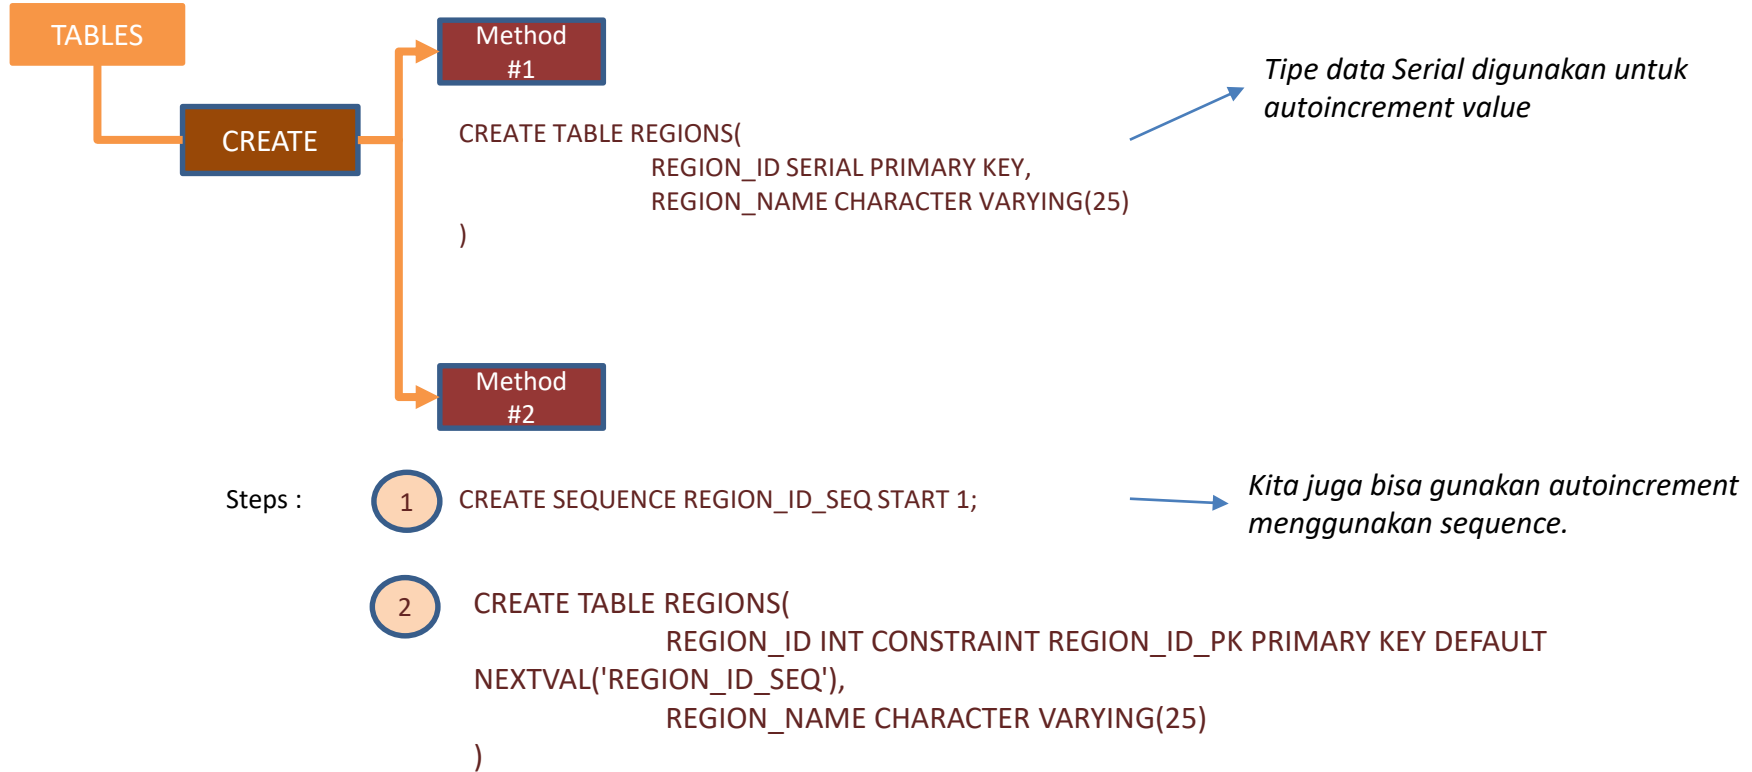 TABLES
CREATE
Method
#1
CREATE TABLE REGIONS(
REGION_ID SERIAL PRIMARY KEY,
REGION_NAME CHARACTER VARYING(25)
)
Tipe data Serial digunakan untuk
autoincrement value
Method
#2
Steps :
1
CREATE SEQUENCE REGION_ID_SEQ START 1;
Kita juga bisa gunakan autoincrement
menggunakan sequence.
2
CREATE TABLE REGIONS(
REGION_ID INT CONSTRAINT REGION_ID_PK PRIMARY KEY DEFAULT
NEXTVAL('REGION_ID_SEQ'),
REGION_NAME CHARACTER VARYING(25)
)